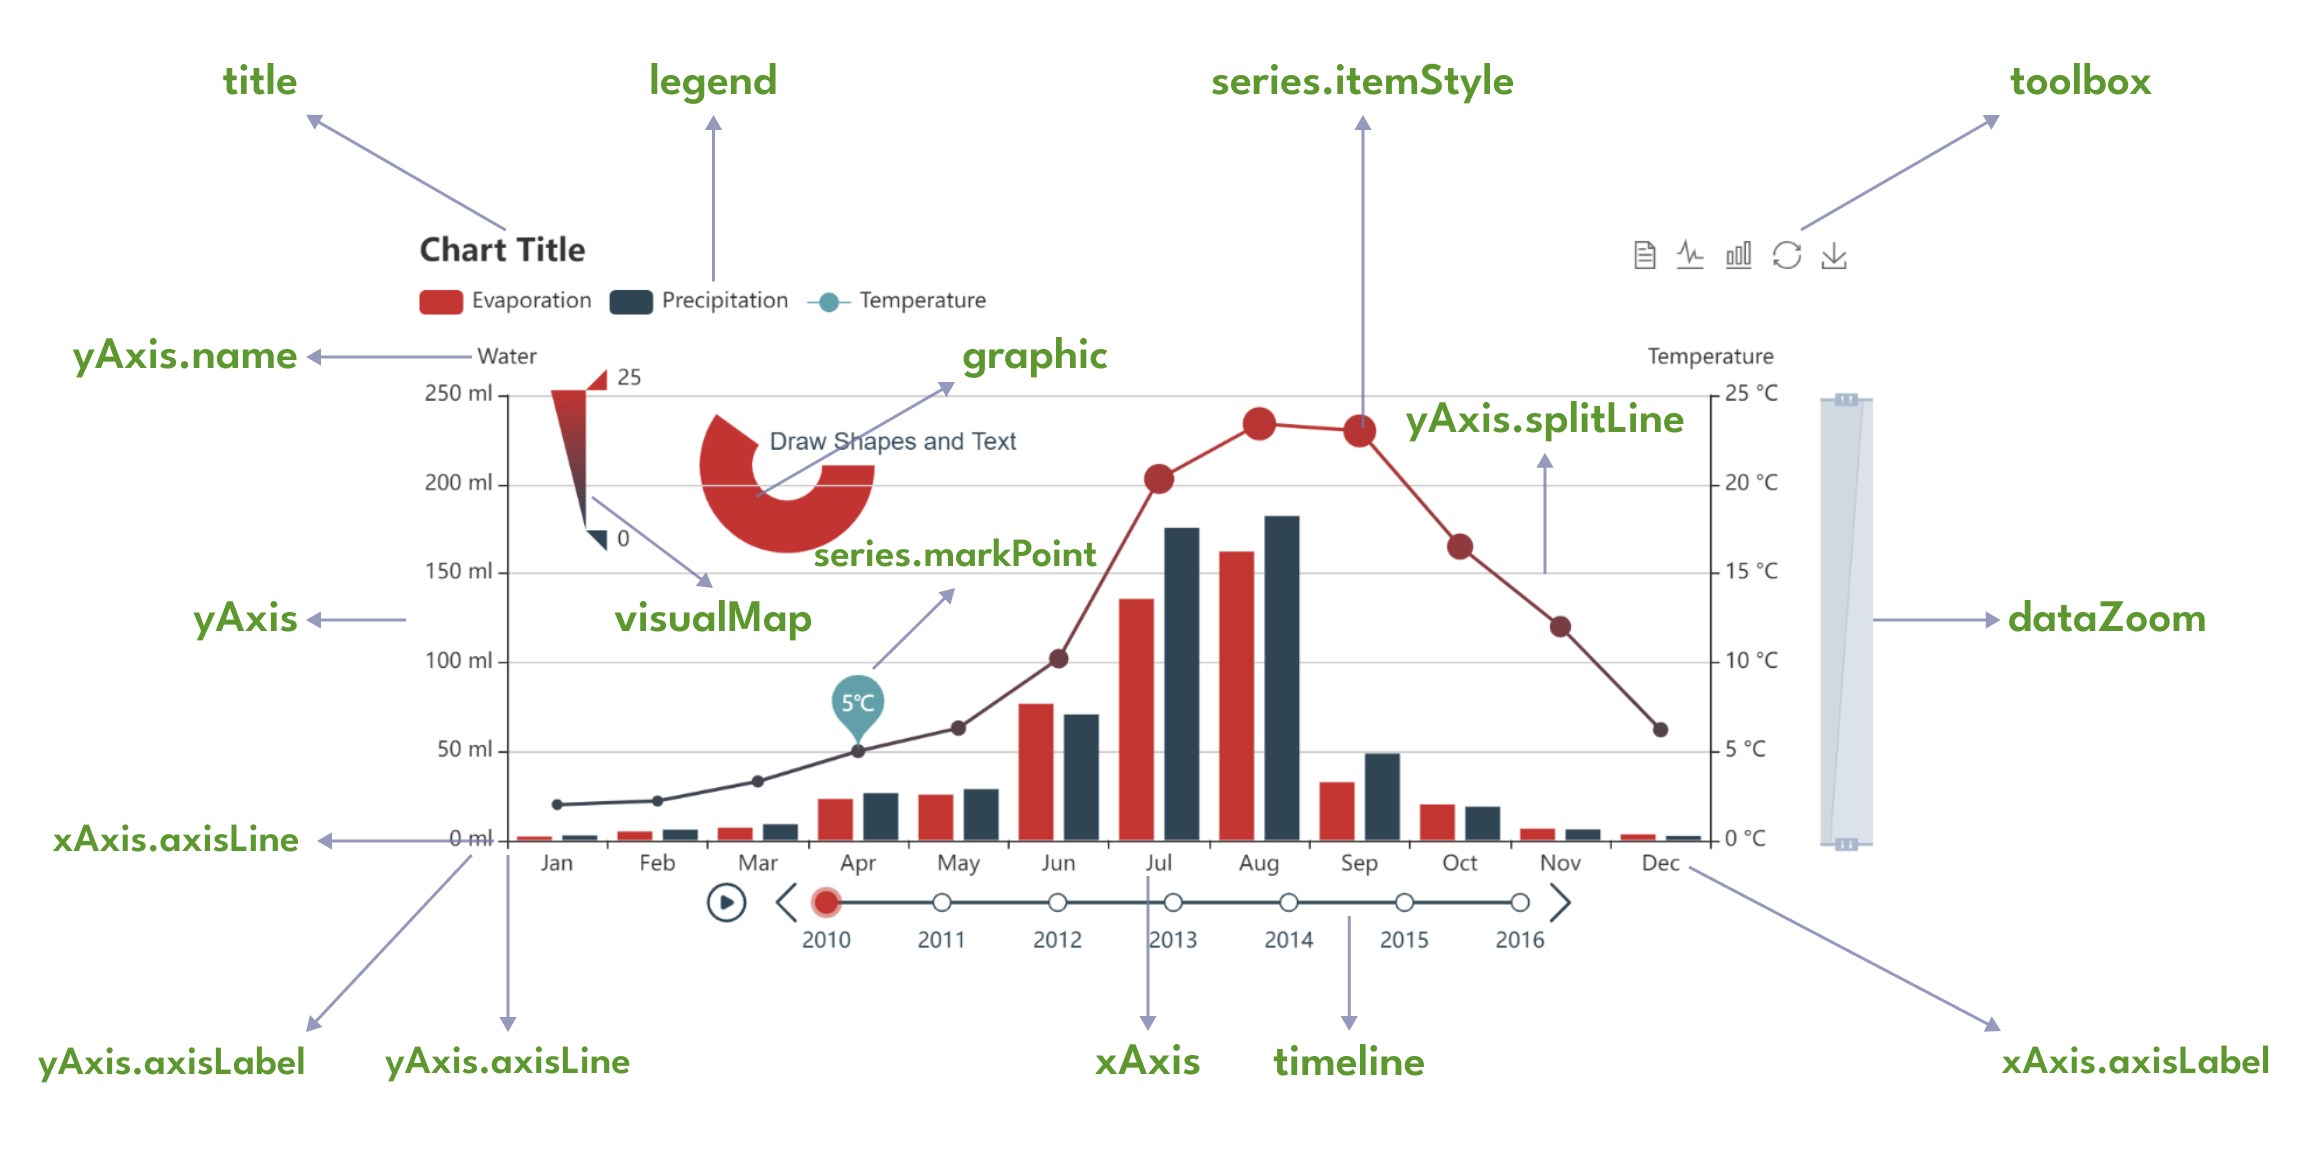 title
legend
series.itemStyle
toolbox
Chart Title
Evaporation
Precipitation
Temperature
yAxis.name
Water
graphic
Temperature
25
250 ml
25 °C
yAxis.splitLine
Draw Shapes and Text
200 ml
20 °C
0
series.markPoint
150 ml
15 °C
yAxis
visualMap
dataZoom
100 ml
10 °C
5°C
50 ml
5 °C
xAxis.axisLine
0 ml
0 °C
Jan
Feb
Mar
Apr
May
Jun
Jul
Aug
Sep
Oct
Nov
Dec
2010
2011
2012
2013
2014
2015
2016
yAxis.axisLabel
yAxis.axisLine
xAxis
timeline
xAxis.axisLabel